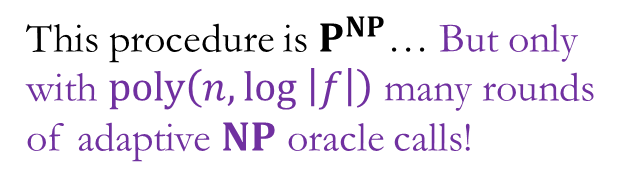 This procedure is P^NP… But only
with poly(n, log |f|) many rounds
of adaptive NP oracle calls!